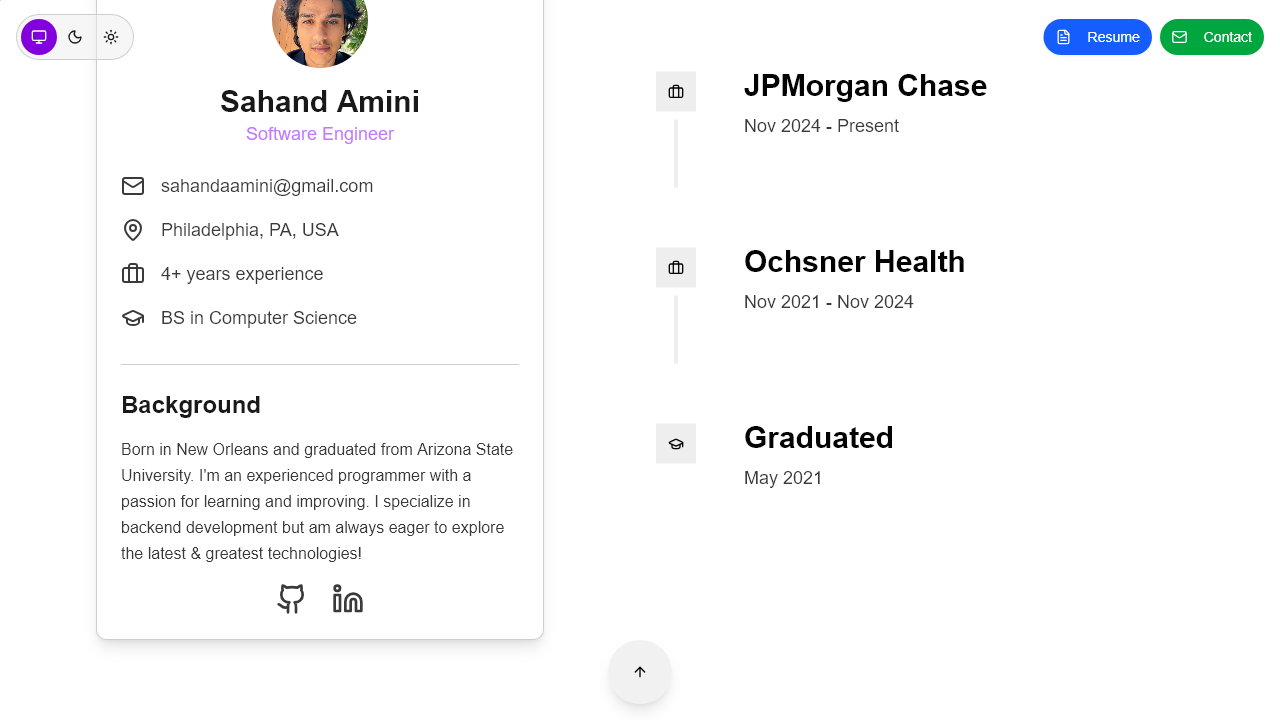 Resume
Contact
Sahand Amini
Software Engineer
sahandaamini@gmail.com
Philadelphia, PA, USA
4+ years experience
BS in Computer Science
Background
Born in New Orleans and graduated from Arizona State
University. I'm an experienced programmer with a
passion for learning and improving. I specialize in
backend development but am always eager to explore
the latest & greatest technologies!
JPMorgan Chase
Nov 2024 - Present
Ochsner Health
Nov 2021 - Nov 2024
Graduated
May 2021